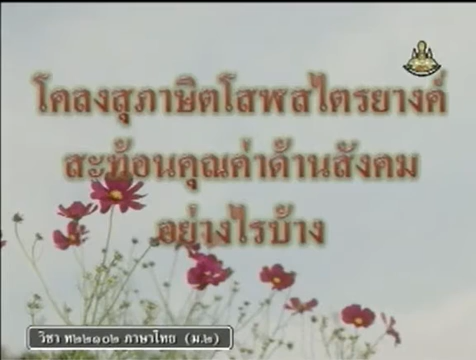 โคลงสุภาษิตโสฬสไตรยางค์
สะท้อนคุณค่าด้านสังคม
อย่างไรบ้าง
วิชา ท๒๒๑๐๒ ภาษาไทย (ม.๒)